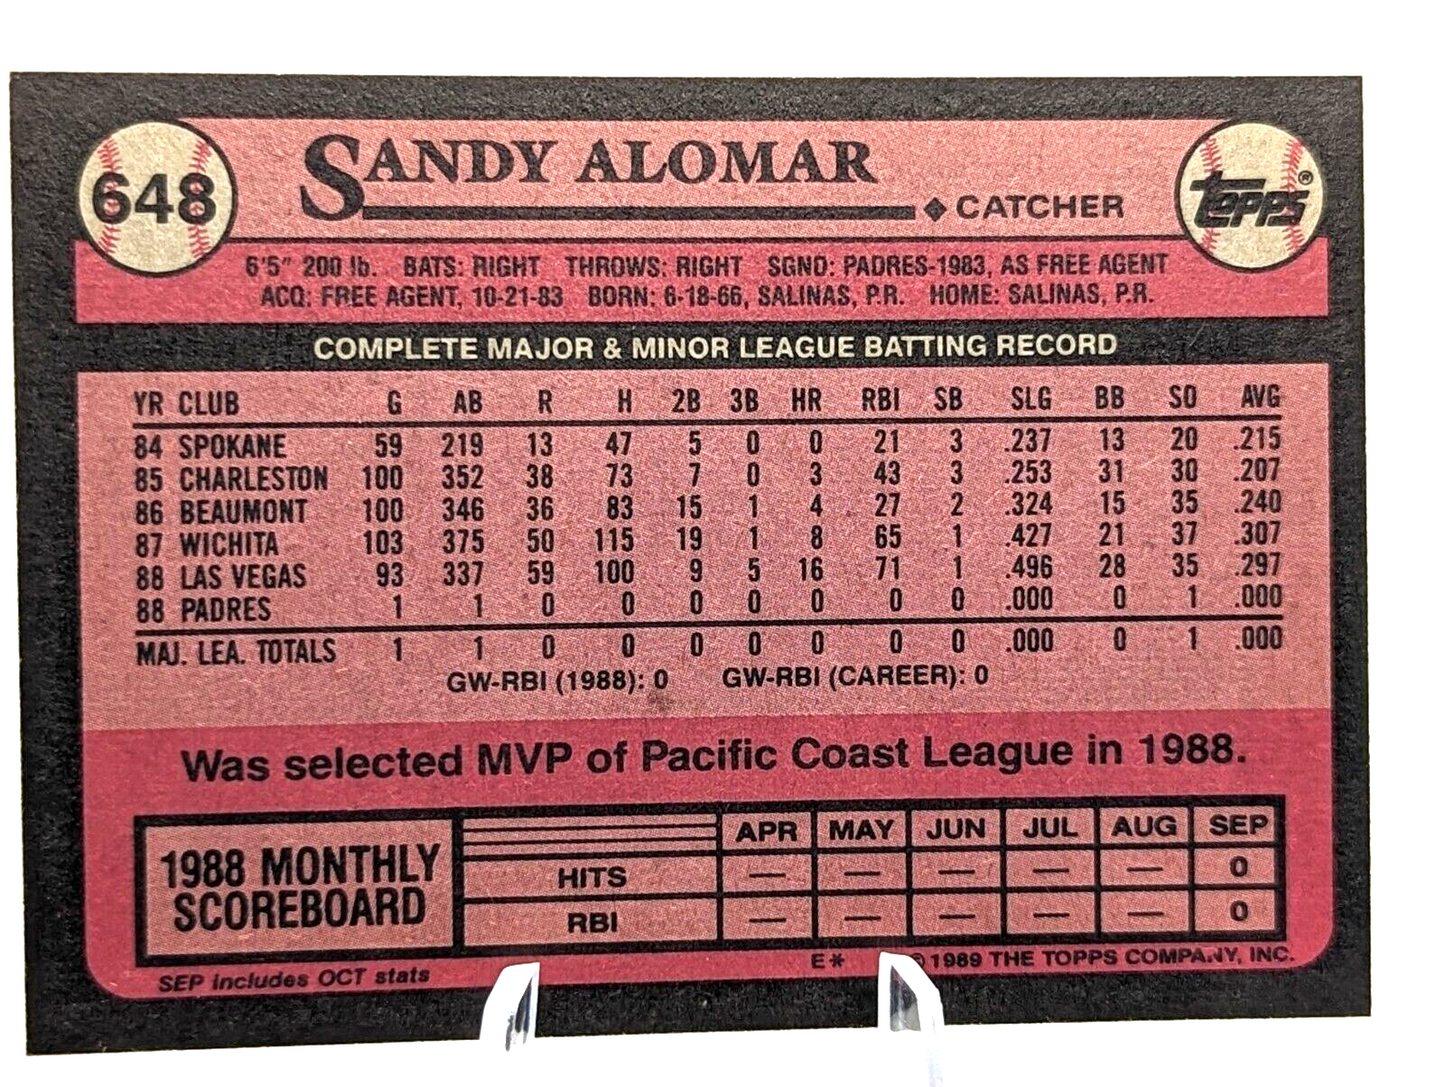 648
SANDY ALOMAR
◆ CATCHER
TOPPS®
6'5" 200 lb. BATS: RIGHT THROWS: RIGHT SGND: PADRES-1983, AS FREE AGENT
ACQ: FREE AGENT, 10-21-83 BORN: 6-18-66, SALINAS, P.R. HOME: SALINAS, P.R.
COMPLETE MAJOR & MINOR LEAGUE BATTING RECORD
YR CLUB G AB R H 2B 3B HR RBI SB SLG BB SO AVG
84 SPOKANE 59 219 13 47 5 0 0 21 3 .237 13 20 .215
85 CHARLESTON 100 352 38 73 7 0 3 43 3 .253 31 30 .207
86 BEAUMONT 100 346 36 83 15 1 4 27 2 .324 15 35 .240
87 WICHITA 103 375 50 115 19 1 8 65 1 .427 21 37 .307
88 LAS VEGAS 93 337 59 100 9 5 16 71 1 .496 28 35 .297
88 PADRES 1 1 0 0 0 0 0 0 0 .000 0 1 .000
MAJ. LEA. TOTALS 1 1 0 0 0 0 0 0 0 .000 0 1 .000
GW-RBI (1988): 0 GW-RBI (CAREER): 0
Was selected MVP of Pacific Coast League in 1988.
1988 MONTHLY
SCOREBOARD
APR MAY JUN JUL AUG SEP
HITS — — — — — 0
RBI — — — — — 0
SEP includes OCT stats
E* © 1989 THE TOPPS COMPANY, INC.